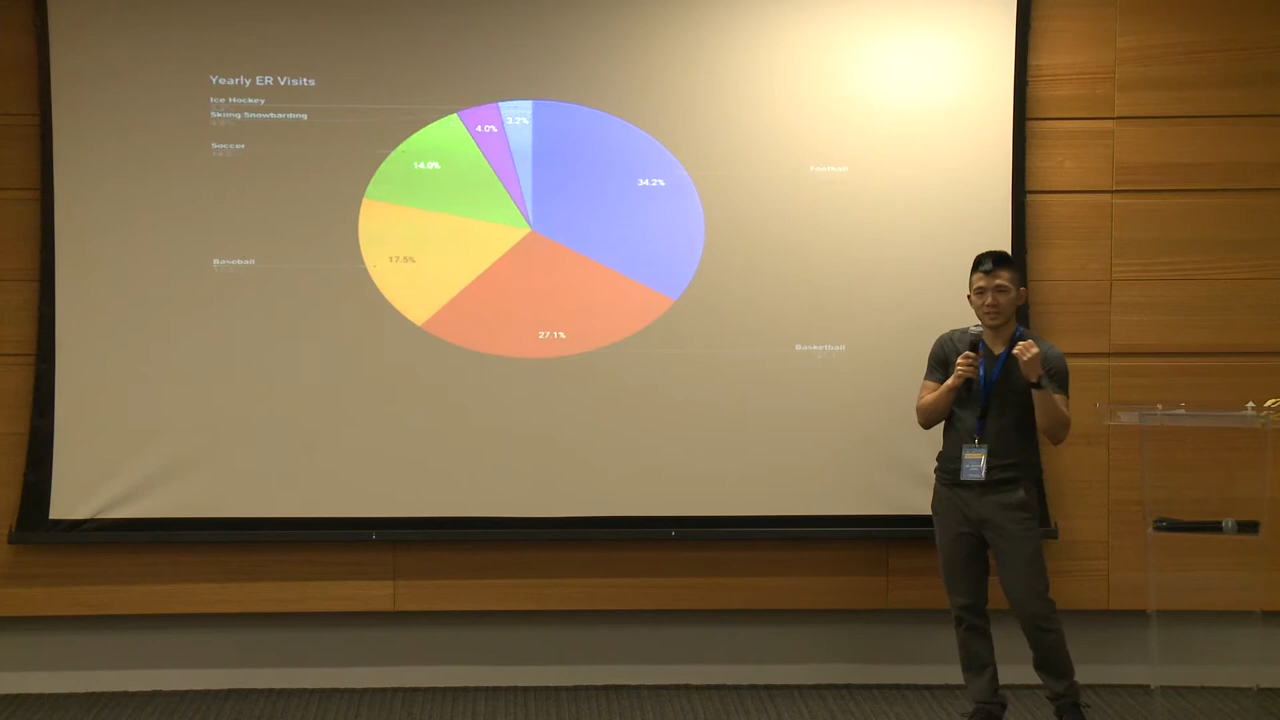 Yearly ER Visits
Ice Hockey
Skiing Snowbarding
Soccer
Baseball
Football
Basketball
3.2%
4.0%
14.0%
34.2%
17.5%
27.1%